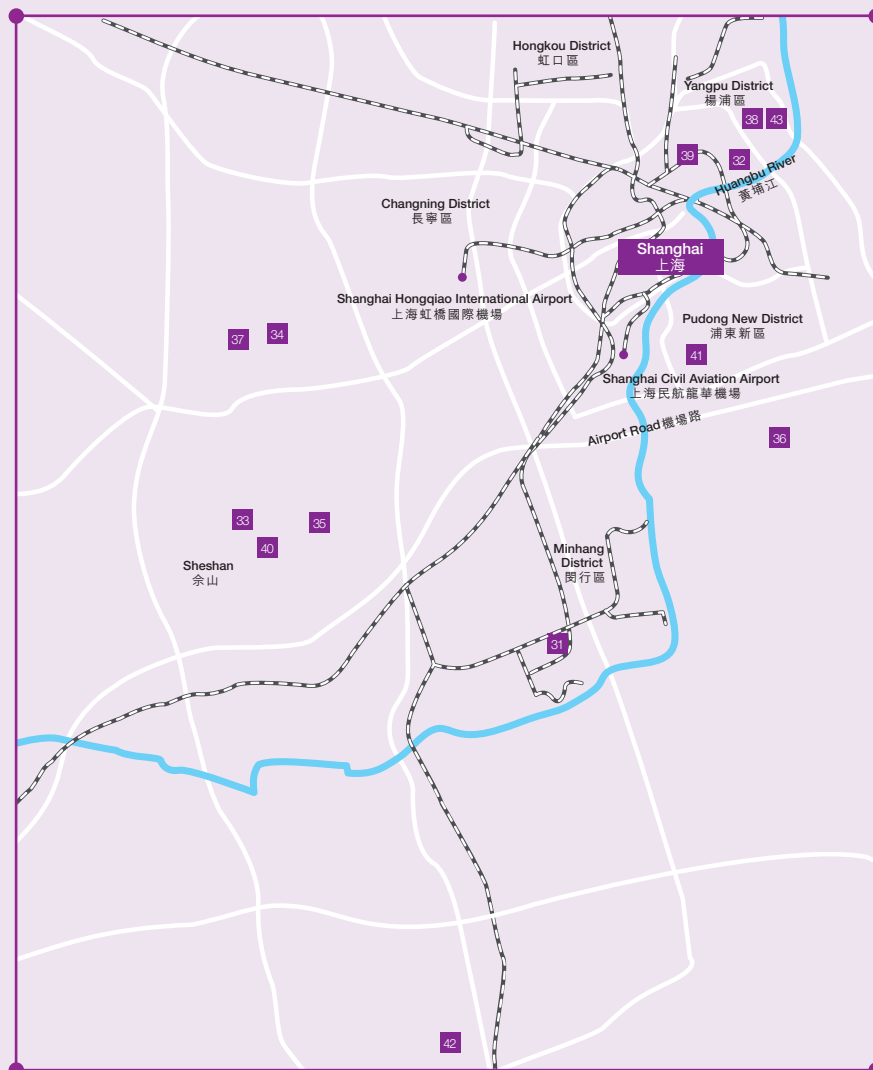 Hongkou District
虹口區
Yangpu District
楊浦區
38 43
39
32
Huangbu River
黃埔江
Changning District
長寧區
Shanghai
上海
Shanghai Hongqiao International Airport
上海虹橋國際機場
Pudong New District
浦東新區
37
34
41
Shanghai Civil Aviation Airport
上海民航龍華機場
Airport Road機場路
36
33
35
40
Sheshan
佘山
Minhang
District
閔行區
31
42